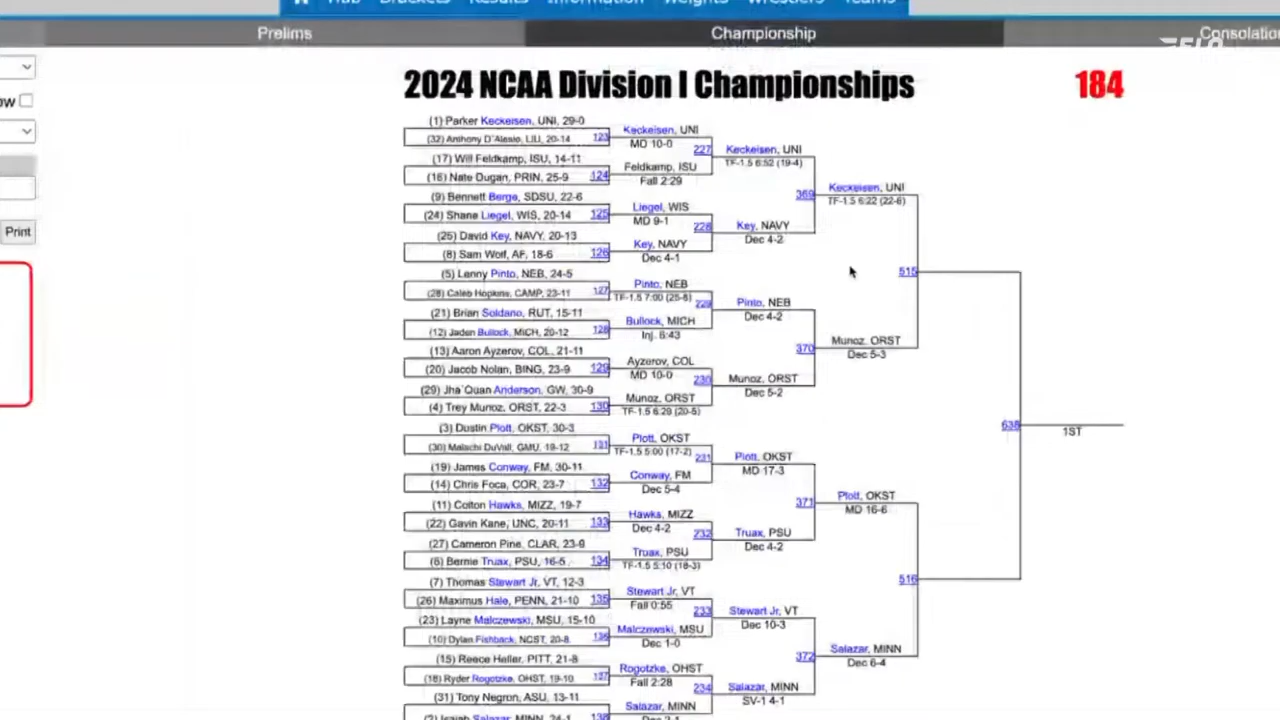 Hub Brackets Results Information Weights Wrestlers Teams
Prelims
Championship
Consolation
FLO
2024 NCAA Division I Championships
184
Print
(1) Parker Keckeisen, UNI, 29-0
(32) Anthony D'Alesio, LIU, 20-14
123
(17) Will Feldkamp, ISU, 14-11
(16) Nate Dugan, PRIN, 25-9
124
(9) Bennett Berge, SDSU, 22-6
(24) Shane Liegel, WIS, 20-14
125
(25) David Key, NAVY, 20-13
(8) Sam Wolf, AF, 18-6
126
(5) Lenny Pinto, NEB, 24-5
(28) Caleb Hopkins, CAMP, 23-11
127
(21) Brian Soldano, RUT, 15-11
(12) Jaden Bullock, MICH, 20-12
128
(13) Aaron Ayzerov, COL, 21-11
(20) Jacob Nolan, BING, 23-9
129
(29) Jha'Quan Anderson, GW, 30-9
(4) Trey Munoz, ORST, 22-3
130
(3) Dustin Plott, OKST, 30-3
(30) Malachi DuVall, GMU, 19-12
131
(19) James Conway, FM, 30-11
(14) Chris Foca, COR, 23-7
132
(11) Colton Hawks, MIZZ, 19-7
(22) Gavin Kane, UNC, 20-11
133
(27) Cameron Pine, CLAR, 23-9
(6) Bernie Truax, PSU, 16-5
134
(7) Thomas Stewart Jr, VT, 12-3
(26) Maximus Hale, PENN, 21-10
135
(23) Layne Malczewski, MSU, 15-10
(10) Dylan Fishback, NCST, 20-8
136
(15) Reece Heller, PITT, 21-8
(18) Ryder Rogotzke, OHST, 19-10
137
(31) Tony Negron, ASU, 13-11
(2) Isaiah Salazar, MINN, 24-1
138
Keckeisen, UNI
MD 10-0
227
Feldkamp, ISU
Fall 2:29
Liegel, WIS
MD 9-1
228
Key, NAVY
Dec 4-1
Pinto, NEB
TF-1.5 7:00 (25-8)
229
Bullock, MICH
Inj. 6:43
Ayzerov, COL
MD 10-0
230
Munoz, ORST
TF-1.5 6:29 (20-5)
Plott, OKST
TF-1.5 5:00 (17-2)
231
Conway, FM
Dec 5-4
Hawks, MIZZ
Dec 4-2
232
Truax, PSU
TF-1.5 5:10 (18-3)
Stewart Jr, VT
Fall 0:55
233
Malczewski, MSU
Dec 1-0
Rogotzke, OHST
Fall 2:28
234
Salazar, MINN
Keckeisen, UNI
TF-1.5 6:52 (19-4)
369
Key, NAVY
Dec 4-2
Pinto, NEB
Dec 4-2
370
Munoz, ORST
Dec 5-2
Plott, OKST
MD 17-3
371
Truax, PSU
Dec 4-2
Stewart Jr, VT
Dec 10-3
372
Salazar, MINN
SV-1 4-1
Keckeisen, UNI
TF-1.5 6:22 (22-6)
515
Munoz, ORST
Dec 5-3
Plott, OKST
MD 16-6
516
Salazar, MINN
Dec 6-4
638
1ST